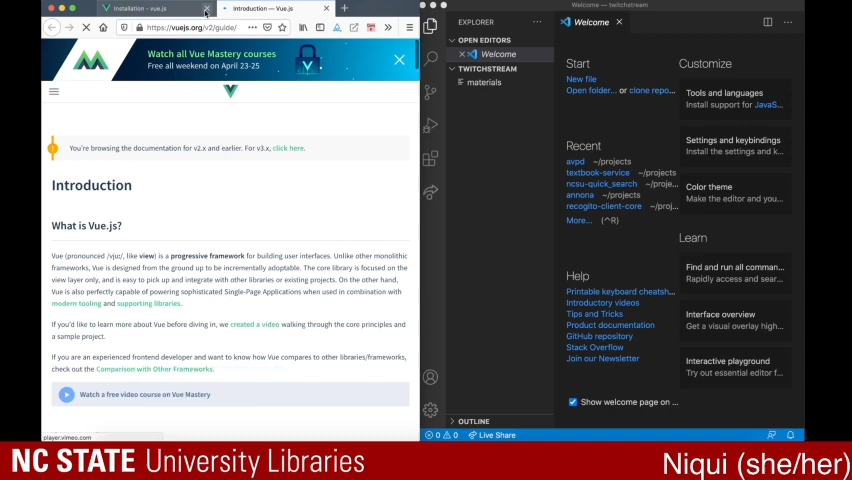 Installation - vue.js
Introduction — Vue.js
https://vuejs.org/v2/guide/
Watch all Vue Mastery courses
Free all weekend on April 23-25
You're browsing the documentation for v2.x and earlier. For v3.x, click here.
Introduction
What is Vue.js?
Vue (pronounced /vjuː/, like view) is a progressive framework for building user interfaces. Unlike other monolithic
frameworks, Vue is designed from the ground up to be incrementally adoptable. The core library is focused on the
view layer only, and is easy to pick up and integrate with other libraries or existing projects. On the other hand,
Vue is also perfectly capable of powering sophisticated Single-Page Applications when used in combination with
modern tooling and supporting libraries.
If you'd like to learn more about Vue before diving in, we created a video walking through the core principles and
a sample project.
If you are an experienced frontend developer and want to know how Vue compares to other libraries/frameworks,
check out the Comparison with Other Frameworks.
Watch a free video course on Vue Mastery
player.vimeo.com
Welcome — twitchstream
EXPLORER
OPEN EDITORS
Welcome
TWITCHSTREAM
materials
OUTLINE
Welcome
Start
New file
Open folder... or clone repo...
Recent
avpd ~/projects
textbook-service ~/projects
ncsu-quick_search ~/proje...
annona ~/projects
recogito-client-core ~/proj...
More... (^R)
Help
Printable keyboard cheatsh...
Introductory videos
Tips and Tricks
Product documentation
GitHub repository
Stack Overflow
Join our Newsletter
Show welcome page on ...
Customize
Tools and languages
Install support for JavaS...
Settings and keybindings
Install the settings and k...
Color theme
Make the editor and you...
Learn
Find and run all comman...
Rapidly access and sear...
Interface overview
Get a visual overlay high...
Interactive playground
Try out essential editor f...
0 0 Live Share
NC STATE University Libraries
Niqui (she/her)